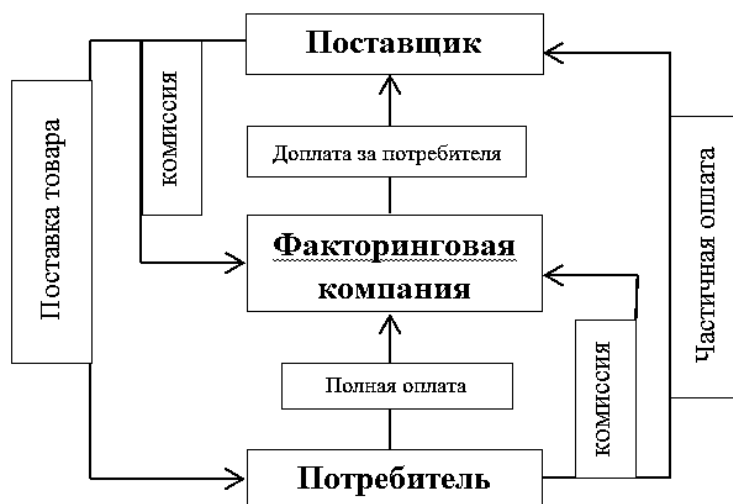 Поставщик
Поставка товара
комиссия
Доплата за потребителя
Частичная оплата
Факторинговая
компания
Полная оплата
комиссия
Потребитель